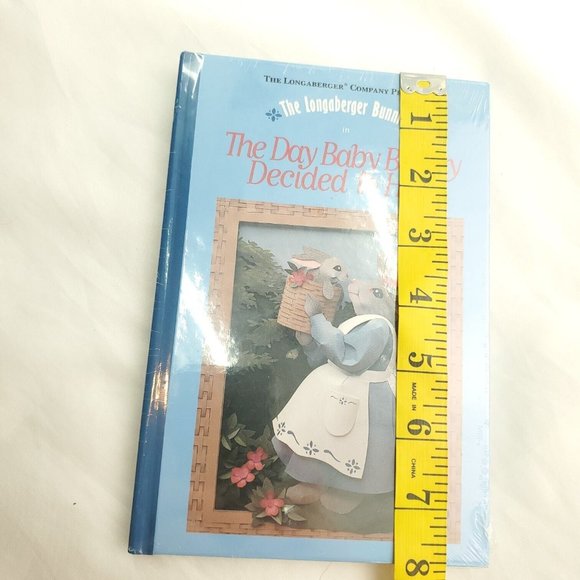 THE LONGABERGER® COMPANY
The Longaberger
in
The Day Baby
Decided
1
2
3
4
5
MADE IN
6
CHINA
7
8